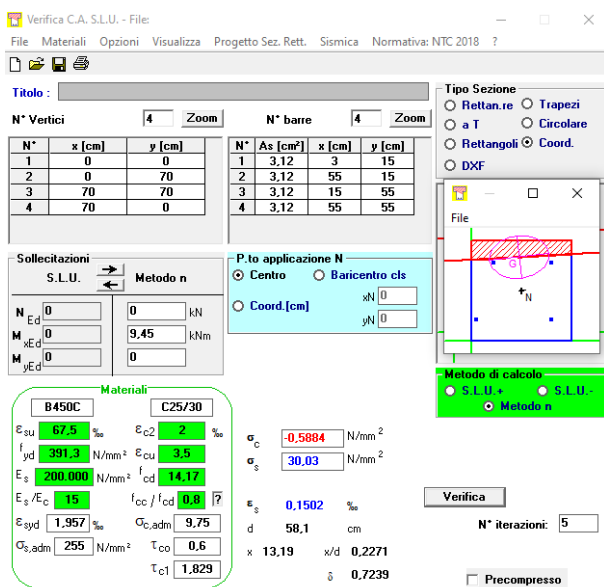 Verifica C.A. S.L.U. - File:
File Materiali Opzioni Visualizza Progetto Sez. Rett. Sismica Normativa: NTC 2018 ?
Titolo :
N° Vertici 4 Zoom N° barre 4 Zoom
N° x [cm] y [cm]
1 0 0
2 0 70
3 70 70
4 70 0
N° As [cm²] x [cm] y [cm]
1 3,12 3 15
2 3,12 55 15
3 3,12 15 55
4 3,12 55 55
Tipo Sezione
Rettan.re Trapezi
a T Circolare
Rettangoli Coord.
DXF
File
G
N
Sollecitazioni
S.L.U. Metodo n
N Ed 0 0 kN
M xEd 0 9,45 kNm
M yEd 0 0
P.to applicazione N
Centro Baricentro cls
Coord.[cm] xN 0
yN 0
Metodo di calcolo
S.L.U.+ S.L.U.-
Metodo n
Materiali
B450C C25/30
εsu 67,5 ‰ εc2 2 ‰
fyd 391,3 N/mm² εcu 3,5
Es 200.000 N/mm² fcd 14,17
Es/Ec 15 fcc / fcd 0,8 ?
εsyd 1,957 ‰ σc,adm 9,75
σs,adm 255 N/mm² τco 0,6
τc1 1,829
σc -0,5884 N/mm²
σs 30,03 N/mm²
εs 0,1502 ‰
d 58,1 cm
x 13,19 x/d 0,2271
δ 0,7239
Verifica
N° iterazioni: 5
Precompresso